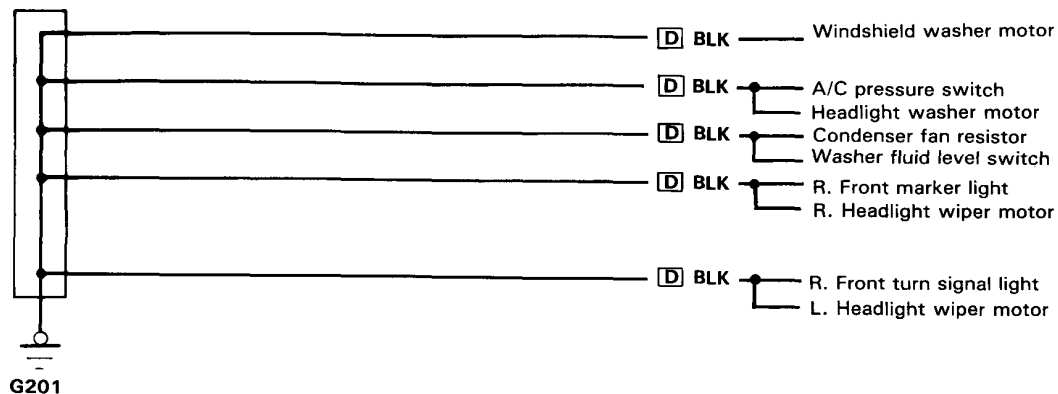 D BLK Windshield washer motor
D BLK A/C pressure switch
Headlight washer motor
D BLK Condenser fan resistor
Washer fluid level switch
D BLK R. Front marker light
R. Headlight wiper motor
D BLK R. Front turn signal light
L. Headlight wiper motor
G201